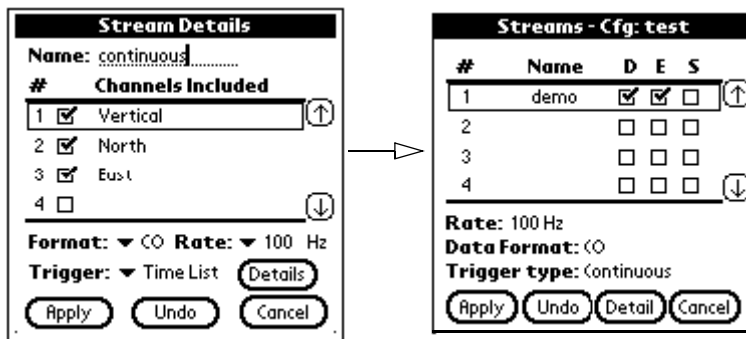 Stream Details
Name: continuous
# Channels Included
1 Vertical
2 North
3 East
4
Format: CO Rate: 100 Hz
Trigger: Time List Details
Apply Undo Cancel
Streams - Cfg: test
# Name D E S
1 demo
2
3
4
Rate: 100 Hz
Data Format: CO
Trigger type: Continuous
Apply Undo Detail Cancel